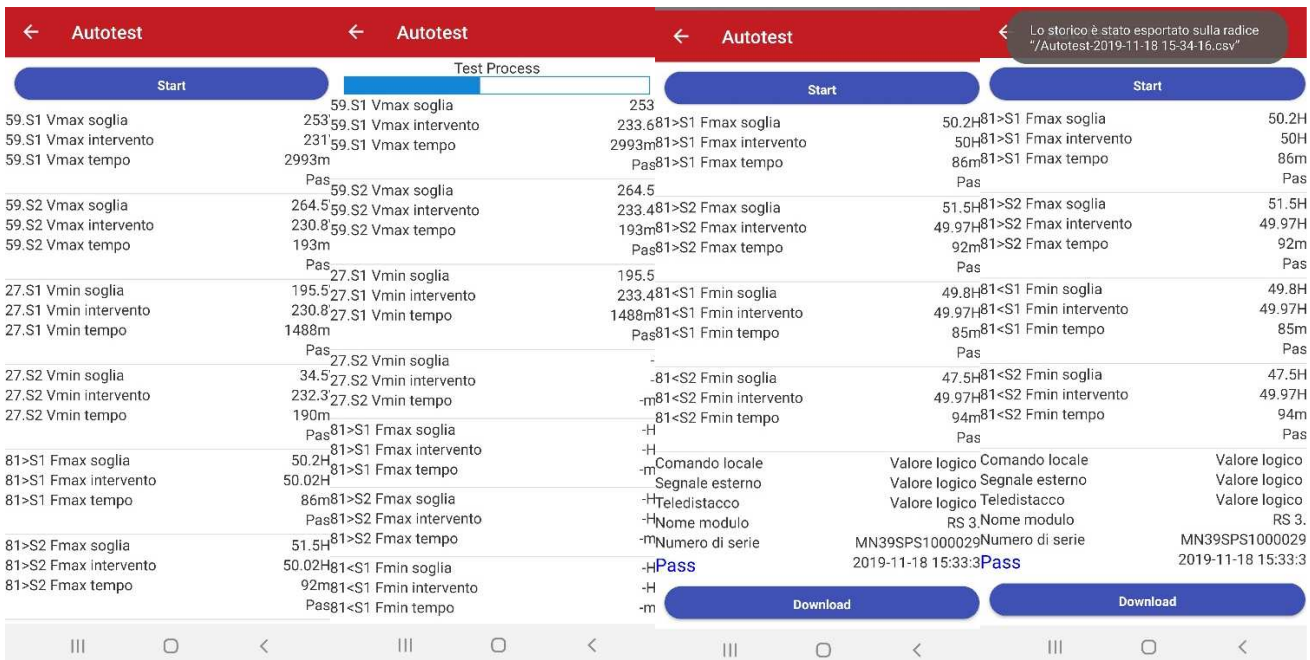 Autotest
Start
59.S1 Vmax soglia 253
59.S1 Vmax intervento 231
59.S1 Vmax tempo 2993m
Pas
59.S2 Vmax soglia 264.5
59.S2 Vmax intervento 230.8
59.S2 Vmax tempo 193m
Pas
27.S1 Vmin soglia 195.5
27.S1 Vmin intervento 230.8
27.S1 Vmin tempo 1488m
Pas
27.S2 Vmin soglia 34.5
27.S2 Vmin intervento 232.3
27.S2 Vmin tempo 190m
Pas
81>S1 Fmax soglia 50.2H
81>S1 Fmax intervento 50.02H
81>S1 Fmax tempo 86m
Pas
81>S2 Fmax soglia 51.5H
81>S2 Fmax intervento 50.02H
81>S2 Fmax tempo 92m
Pas
Autotest
Test Process
59.S1 Vmax soglia 253
59.S1 Vmax intervento 233.6
59.S1 Vmax tempo 2993m
Pas
59.S2 Vmax soglia 264.5
59.S2 Vmax intervento 233.4
59.S2 Vmax tempo 193m
Pas
27.S1 Vmin soglia 195.5
27.S1 Vmin intervento 233.4
27.S1 Vmin tempo 1488m
Pas
27.S2 Vmin soglia -
27.S2 Vmin intervento -
27.S2 Vmin tempo -m
81>S1 Fmax soglia -H
81>S1 Fmax intervento -H
81>S1 Fmax tempo -m
81>S2 Fmax soglia -H
81>S2 Fmax intervento -H
81>S2 Fmax tempo -m
81<S1 Fmin soglia -H
81<S1 Fmin intervento -H
81<S1 Fmin tempo -m
Autotest
Start
81>S1 Fmax soglia 50.2H
81>S1 Fmax intervento 50H
81>S1 Fmax tempo 86m
Pas
81>S2 Fmax soglia 51.5H
81>S2 Fmax intervento 49.97H
81>S2 Fmax tempo 92m
Pas
81<S1 Fmin soglia 49.8H
81<S1 Fmin intervento 49.97H
81<S1 Fmin tempo 85m
Pas
81<S2 Fmin soglia 47.5H
81<S2 Fmin intervento 49.97H
81<S2 Fmin tempo 94m
Pas
Comando locale Valore logico
Segnale esterno Valore logico
Teledistacco Valore logico
Nome modulo RS 3.
Numero di serie MN39SPS1000029
Pass 2019-11-18 15:33:3
Download
Lo storico è stato esportato sulla radice
"/Autotest-2019-11-18 15-34-16.csv"
Start
81>S1 Fmax soglia 50.2H
81>S1 Fmax intervento 50H
81>S1 Fmax tempo 86m
Pas
81>S2 Fmax soglia 51.5H
81>S2 Fmax intervento 49.97H
81>S2 Fmax tempo 92m
Pas
81<S1 Fmin soglia 49.8H
81<S1 Fmin intervento 49.97H
81<S1 Fmin tempo 85m
Pas
81<S2 Fmin soglia 47.5H
81<S2 Fmin intervento 49.97H
81<S2 Fmin tempo 94m
Pas
Comando locale Valore logico
Segnale esterno Valore logico
Teledistacco Valore logico
Nome modulo RS 3.
Numero di serie MN39SPS1000029
Pass 2019-11-18 15:33:3
Download